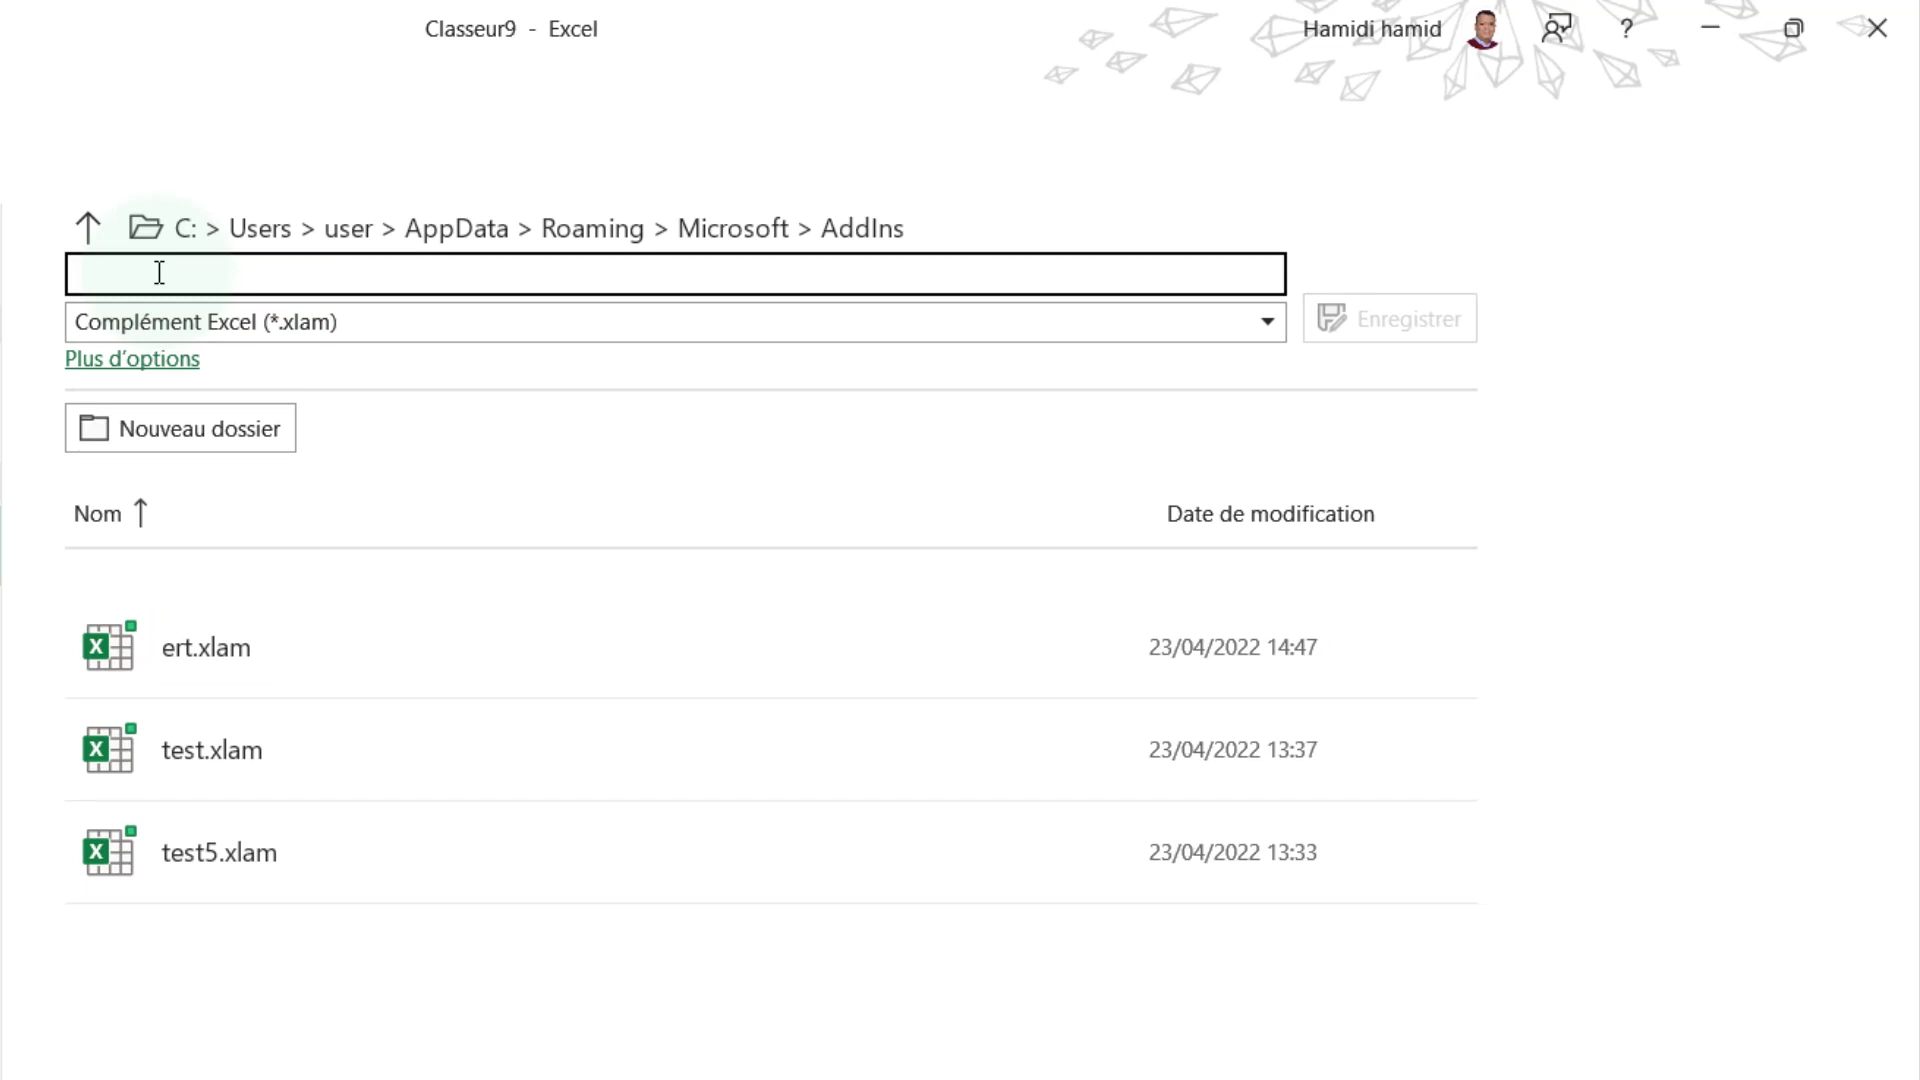 Classeur9 - Excel
Hamidi hamid
?
C: > Users > user > AppData > Roaming > Microsoft > AddIns
Complément Excel (*.xlam)
Enregistrer
Plus d'options
Nouveau dossier
Nom ↑ Date de modification
X ert.xlam 23/04/2022 14:47
X test.xlam 23/04/2022 13:37
X test5.xlam 23/04/2022 13:33